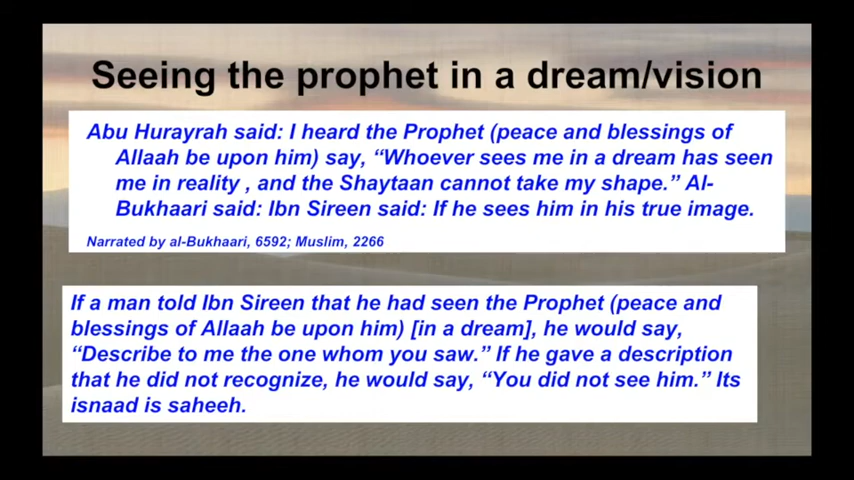 Seeing the prophet in a dream/vision
Abu Hurayrah said: I heard the Prophet (peace and blessings of
Allaah be upon him) say, “Whoever sees me in a dream has seen
me in reality , and the Shaytaan cannot take my shape.” Al-
Bukhaari said: Ibn Sireen said: If he sees him in his true image.
Narrated by al-Bukhaari, 6592; Muslim, 2266
If a man told Ibn Sireen that he had seen the Prophet (peace and
blessings of Allaah be upon him) [in a dream], he would say,
“Describe to me the one whom you saw.” If he gave a description
that he did not recognize, he would say, “You did not see him.” Its
isnaad is saheeh.